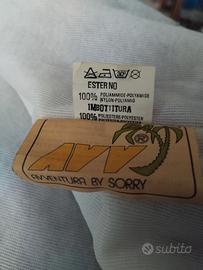 ESTERNO
100% POLIAMMIDE-POLYAMIDE
NYLON-POLYAMID
IMBOTTITURA
100% POLIESTERE-POLYESTER
AVV
®
AVVENTURA BY SORRY
subito